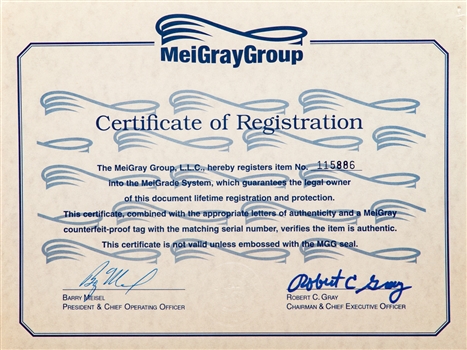 MeiGrayGroup
Certificate of Registration
The MeiGray Group, L.L.C., hereby registers item No. 115886
into the MeiGrade System, which guarantees the legal owner
of this document lifetime registration and protection.
This certificate, combined with the appropriate letters of authenticity and a MeiGray
counterfeit-proof tag with the matching serial number, verifies the item is authentic.
This certificate is not valid unless embossed with the MGG seal.
Robert C. Gray
BARRY MEISEL
PRESIDENT & CHIEF OPERATING OFFICER
ROBERT C. GRAY
CHAIRMAN & CHIEF EXECUTIVE OFFICER